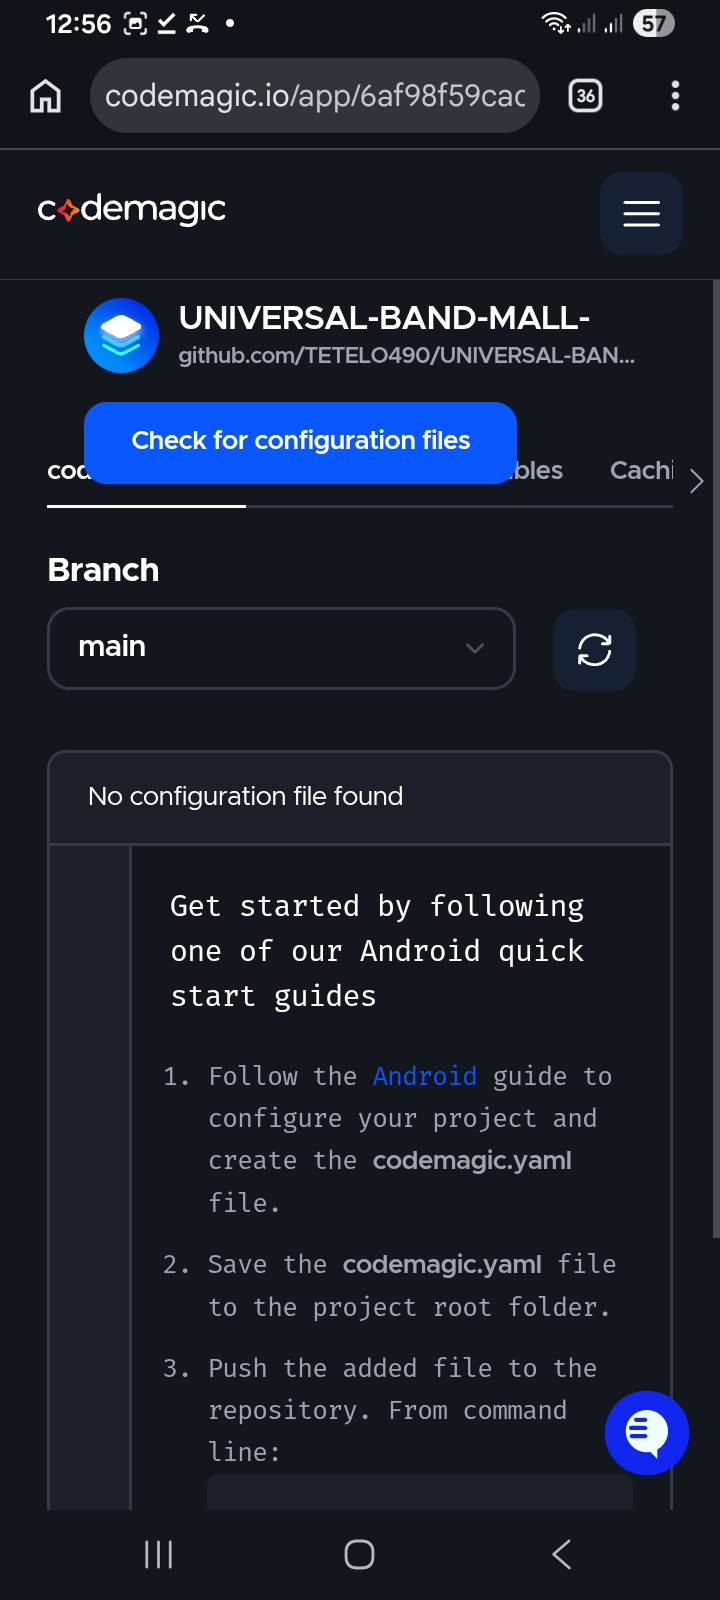 12:56
57
codemagic.io/app/6af98f59cac
36
codemagic
UNIVERSAL-BAND-MALL-
github.com/TETELO490/UNIVERSAL-BAN...
Check for configuration files
cod
bles
Cachi
Branch
main
No configuration file found
Get started by following
one of our Android quick
start guides
1. Follow the Android guide to
configure your project and
create the codemagic.yaml
file.
2. Save the codemagic.yaml file
to the project root folder.
3. Push the added file to the
repository. From command
line: